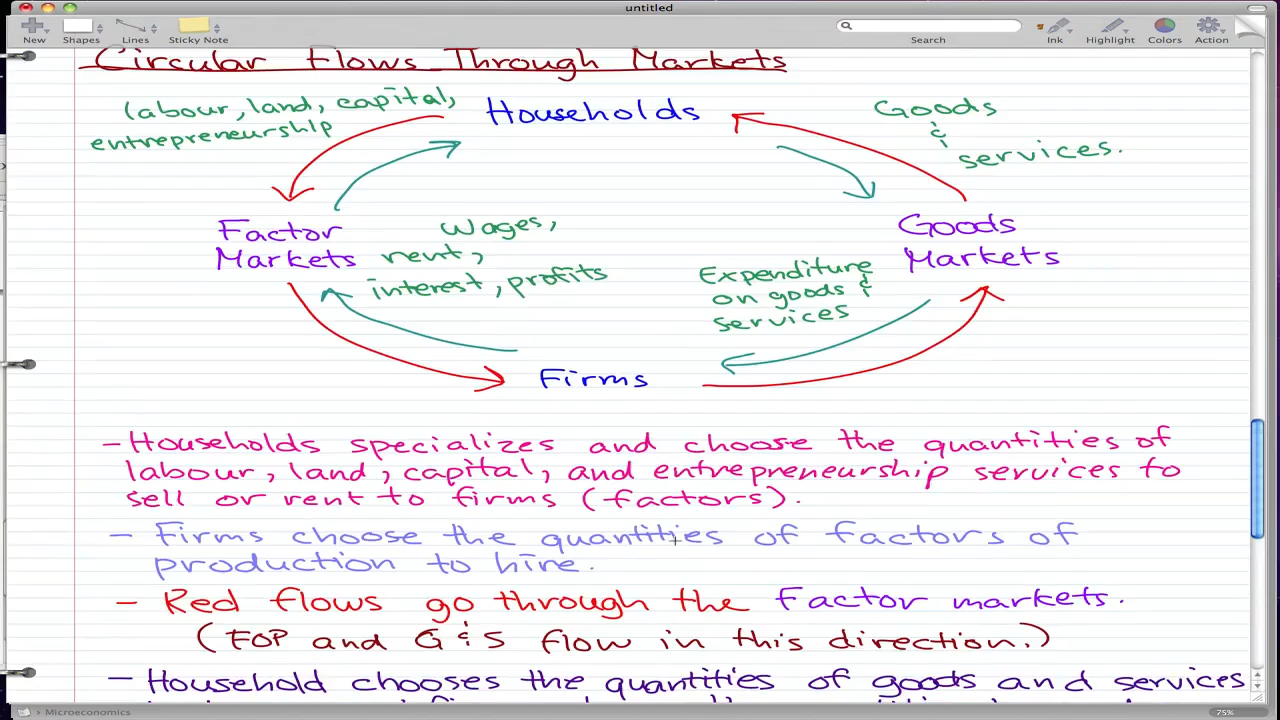 untitled
New
Shapes
Lines
Sticky Note
Search
Ink
Highlight
Colors
Action
Circular Flows Through Markets
labour, land, capital,
entrepreneurship
Households
Goods
&
services.
Factor
Markets
Wages,
rent,
interest, profits
Goods
Markets
Expenditure
on goods &
services
Firms
- Households specializes and choose the quantities of
labour, land, capital, and entrepreneurship services to
sell or rent to firms (factors).
- Firms choose the quantities of factors of
production to hire.
- Red flows go through the Factor markets.
(FOP and G & S flow in this direction.)
- Household chooses the quantities of goods and services
Microeconomics
75%